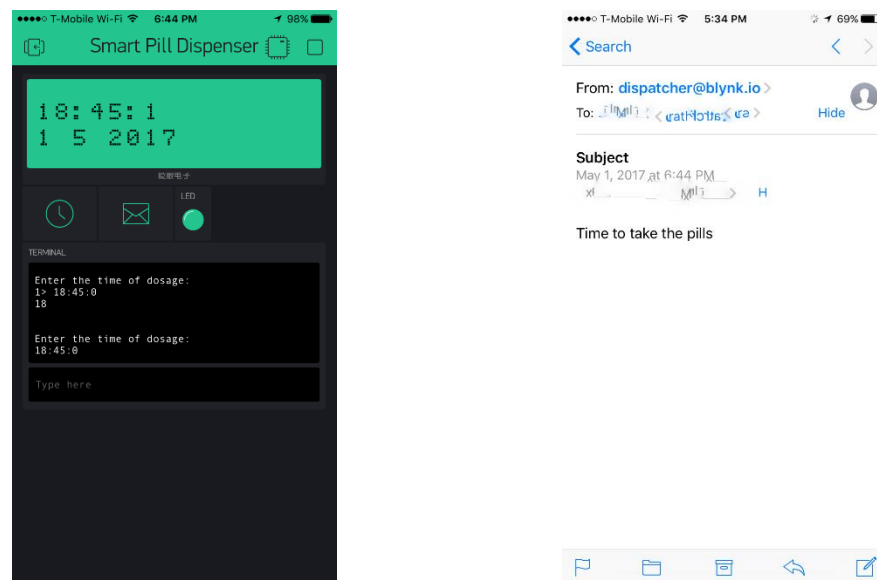 T-Mobile Wi-Fi 6:44 PM 98%
Smart Pill Dispenser
18:45:1
1 5 2017
LED
TERMINAL
Enter the time of dosage:
1> 18:45:0
18
Enter the time of dosage:
18:45:0
Type here
T-Mobile Wi-Fi 5:34 PM 69%
Search
From: dispatcher@blynk.io
To: Hide
Subject
May 1, 2017 at 6:44 PM
H
Time to take the pills